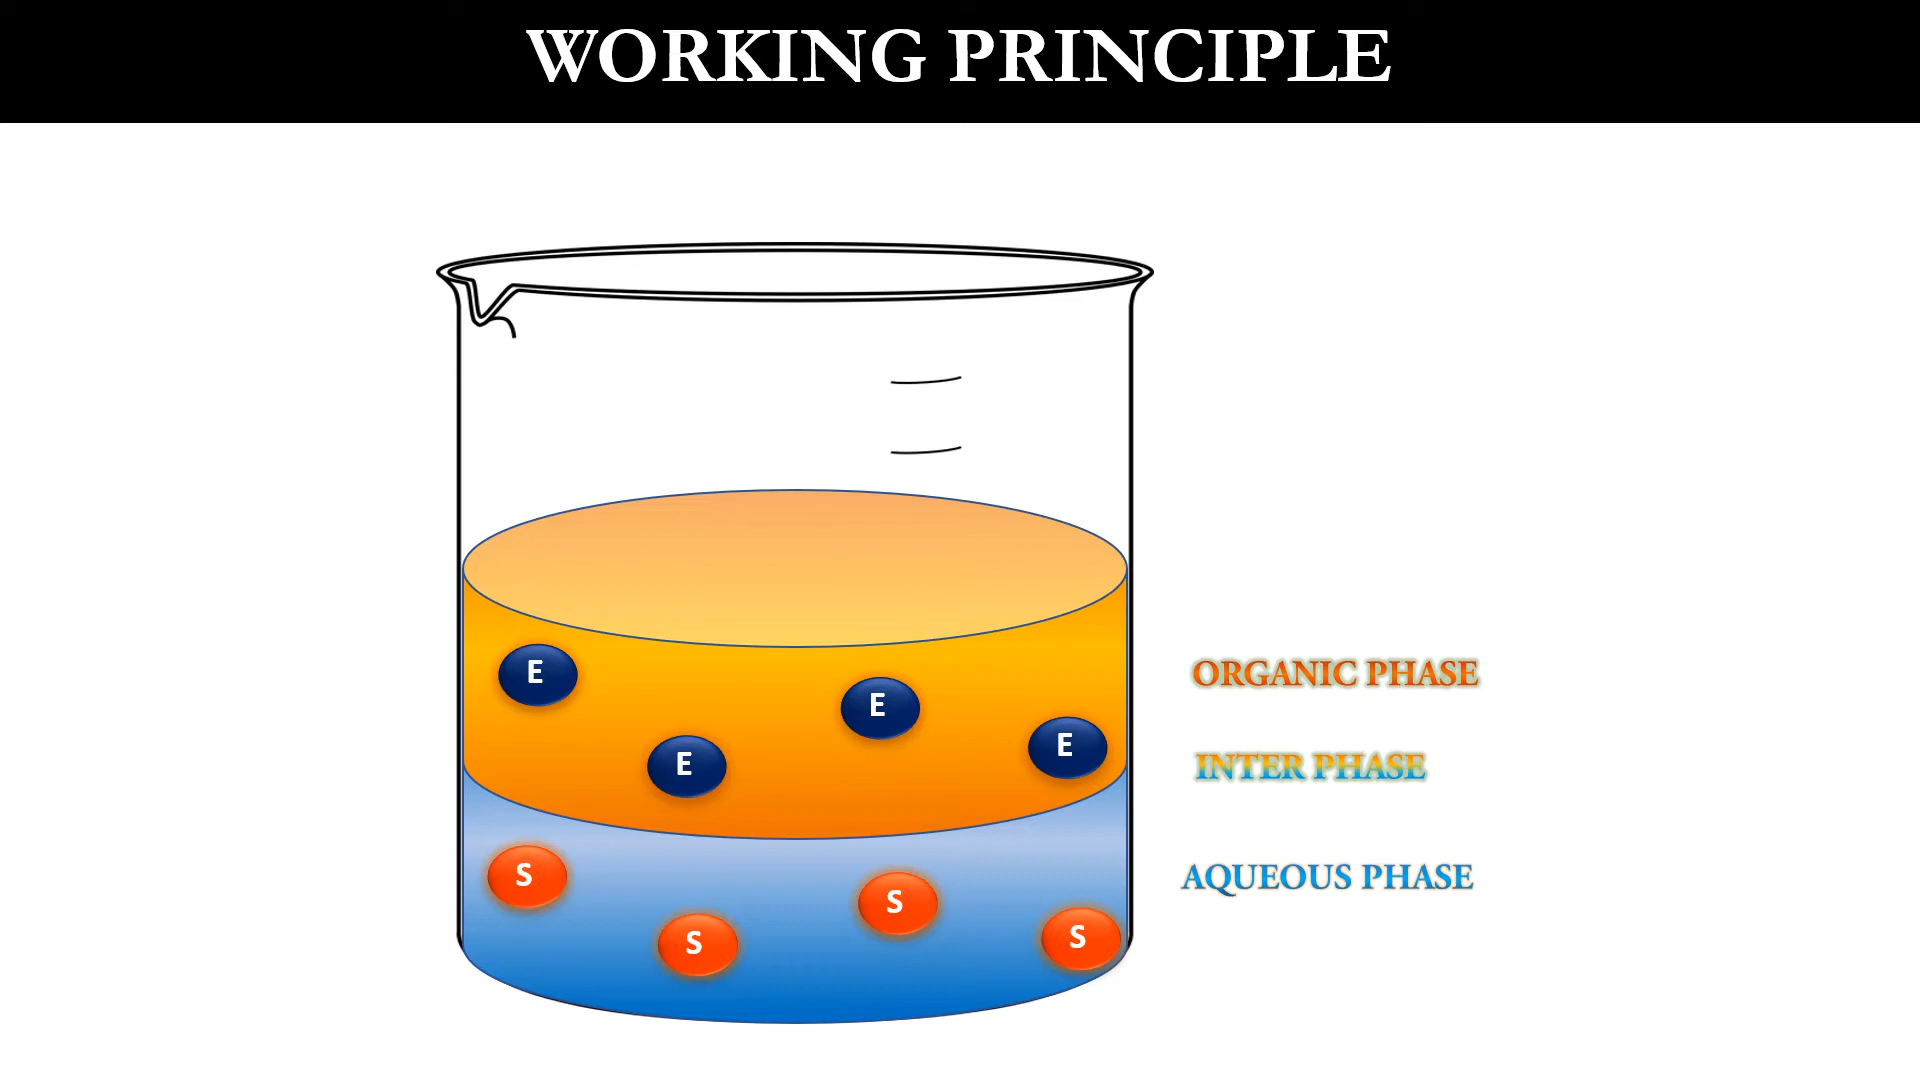 WORKING PRINCIPLE
E
E
E
E
ORGANIC PHASE
INTER PHASE
AQUEOUS PHASE
S
S
S
S